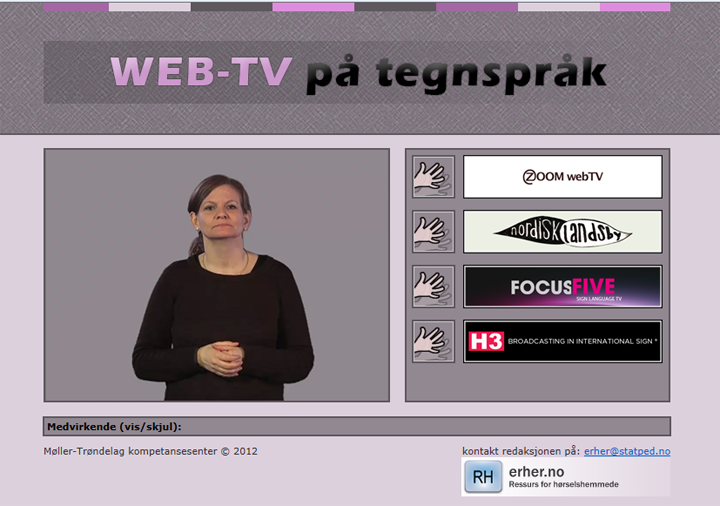 WEB-TV på tegnspråk
ZOOM webTV
nordisk landsby
FOCUSFIVE
SIGN LANGUAGE TV
H3 BROADCASTING IN INTERNATIONAL SIGN *
Medvirkende (vis/skjul):
Møller-Trøndelag kompetansesenter © 2012
kontakt redaksjonen på: erher@statped.no
RH erher.no
Ressurs for hørselshemmede